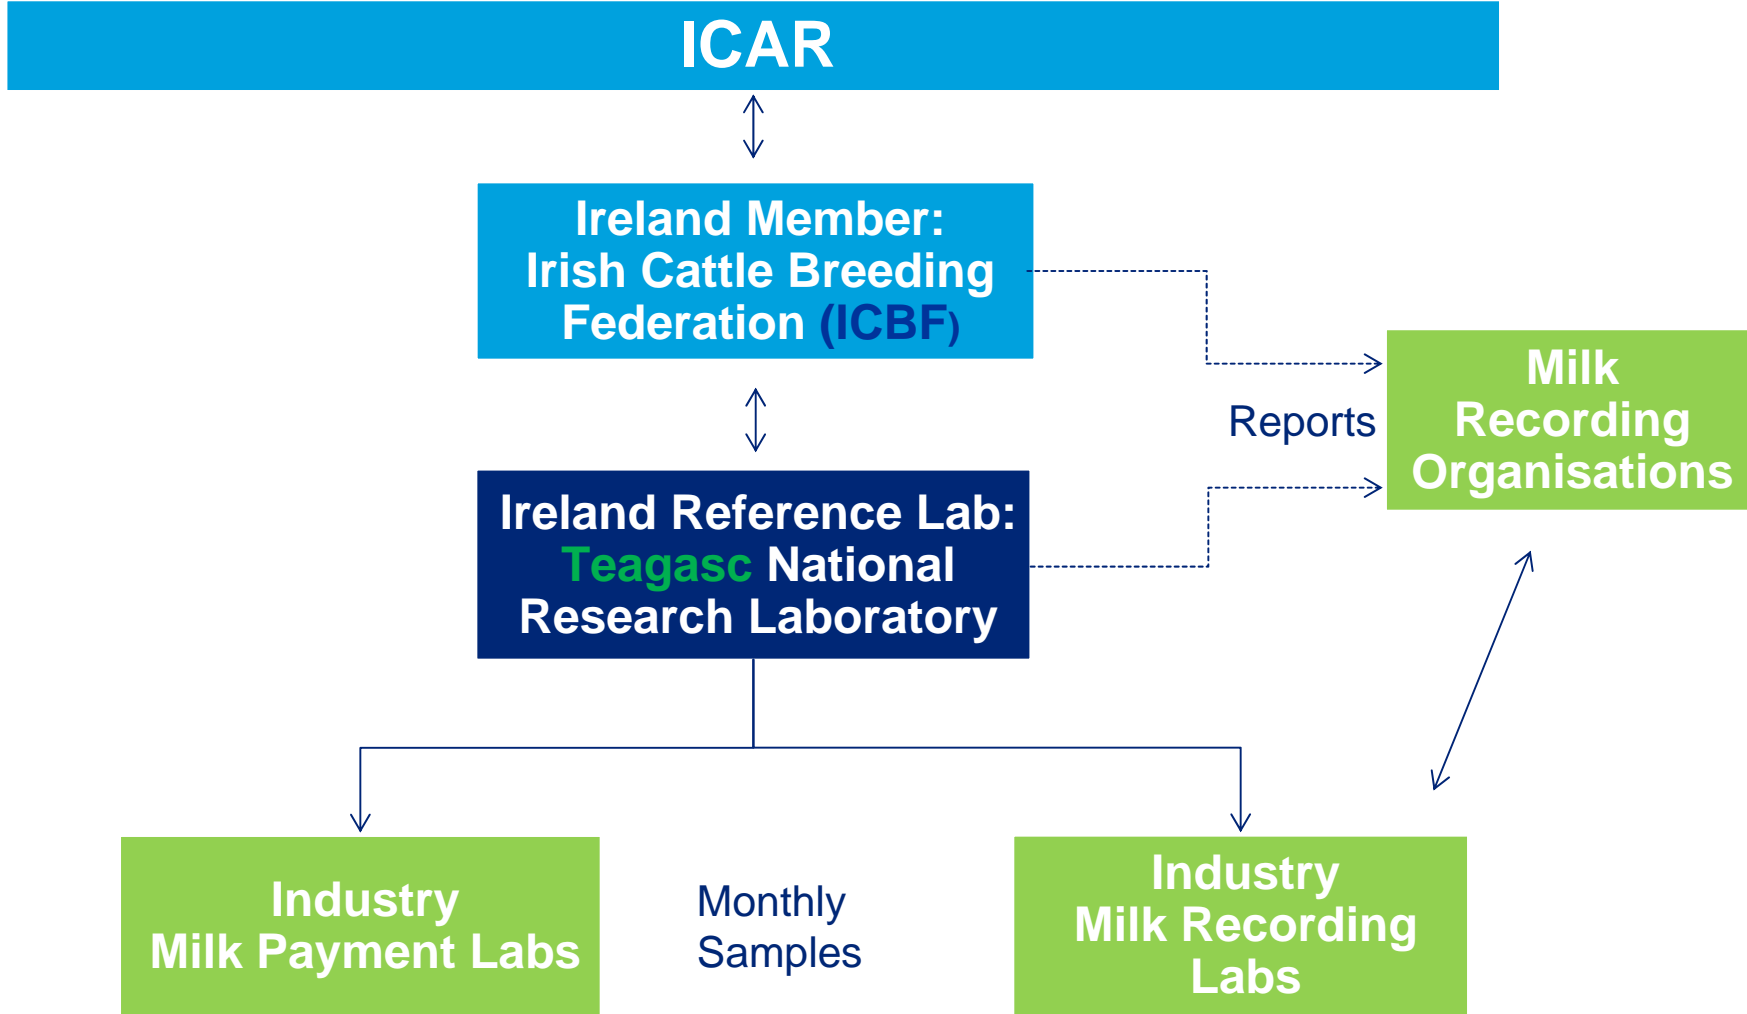 ICAR
Ireland Member:
Irish Cattle Breeding
Federation (ICBF)
Milk
Recording
Organisations
Reports
Ireland Reference Lab:
Teagasc National
Research Laboratory
Industry
Milk Payment Labs
Monthly
Samples
Industry
Milk Recording
Labs